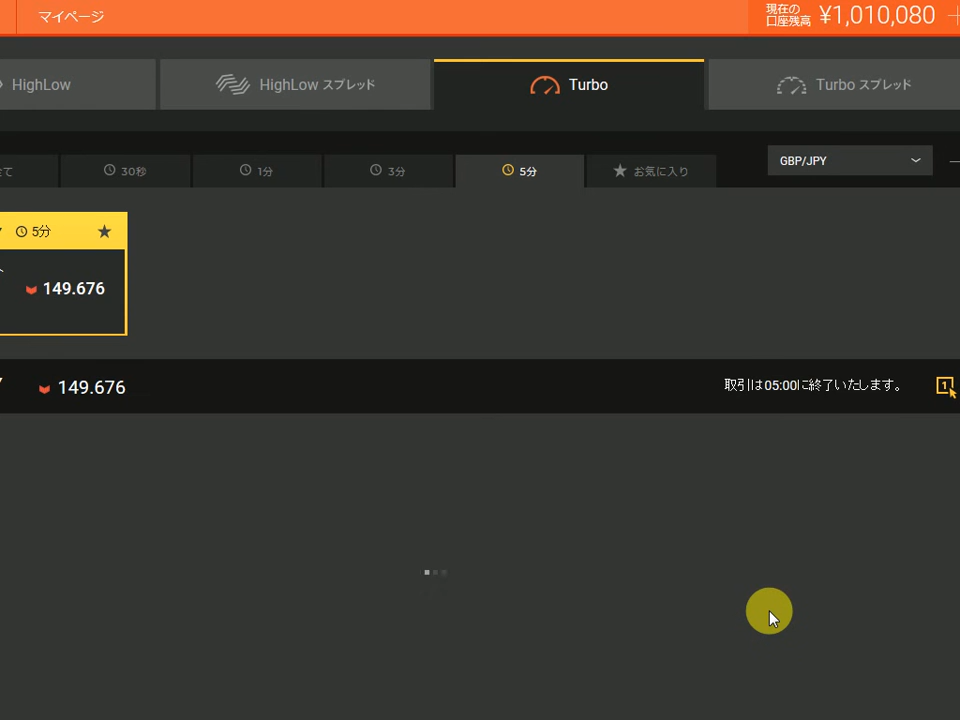 マイページ
現在の
口座残高
¥1,010,080
HighLow
HighLow スプレッド
Turbo
Turbo スプレッド
て
30秒
1分
3分
5分
お気に入り
GBP/JPY
5分
149.676
149.676
取引は05:00に終了いたします。
1